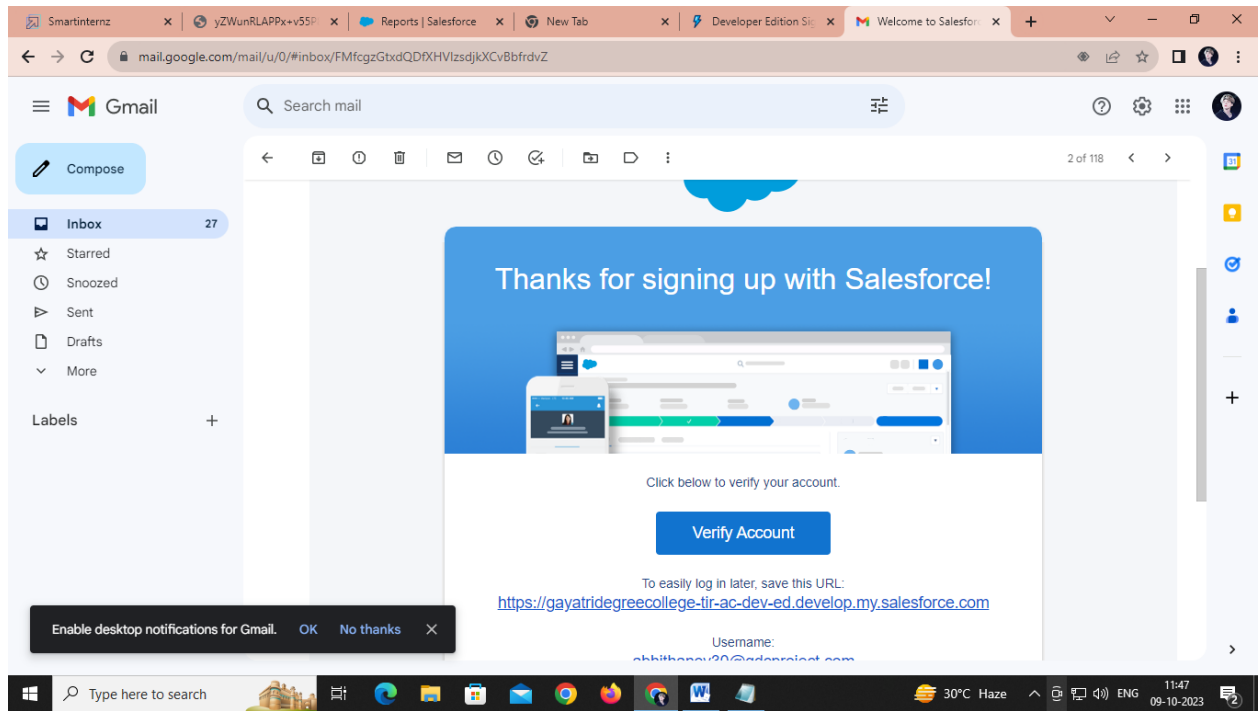 Smartinternz
yZWunRLAPPx+v55P
Reports | Salesforce
New Tab
Developer Edition Sig
Welcome to Salesforc
mail.google.com/mail/u/0/#inbox/FMfcgzGtxdQDfXHVlzsdjkXCvBbfrdvZ
Gmail
Search mail
Compose
2 of 118
31
Inbox 27
Starred
Snoozed
Sent
Drafts
More
Labels
Thanks for signing up with Salesforce!
Click below to verify your account.
Verify Account
To easily log in later, save this URL:
https://gayatridegreecollege-tir-ac-dev-ed.develop.my.salesforce.com
Username:
Enable desktop notifications for Gmail. OK No thanks
Type here to search
30°C Haze
ENG
11:47
09-10-2023
2